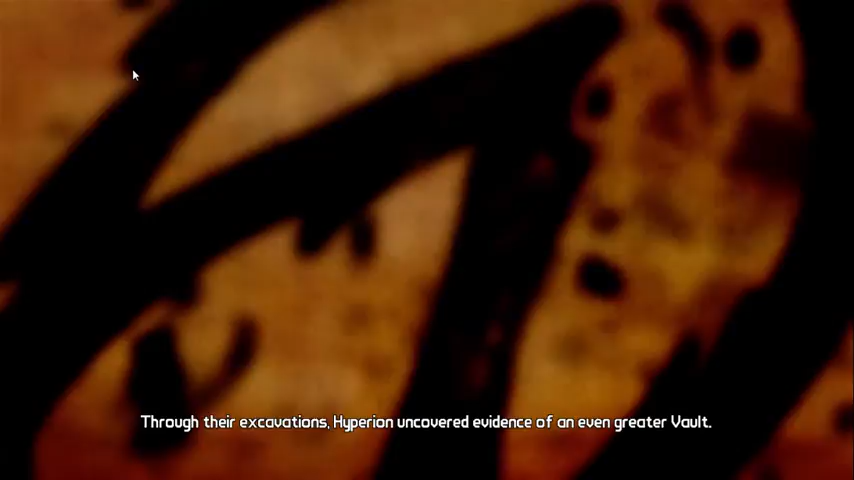 Through their excavations, Hyperion uncovered evidence of an even greater Vault.